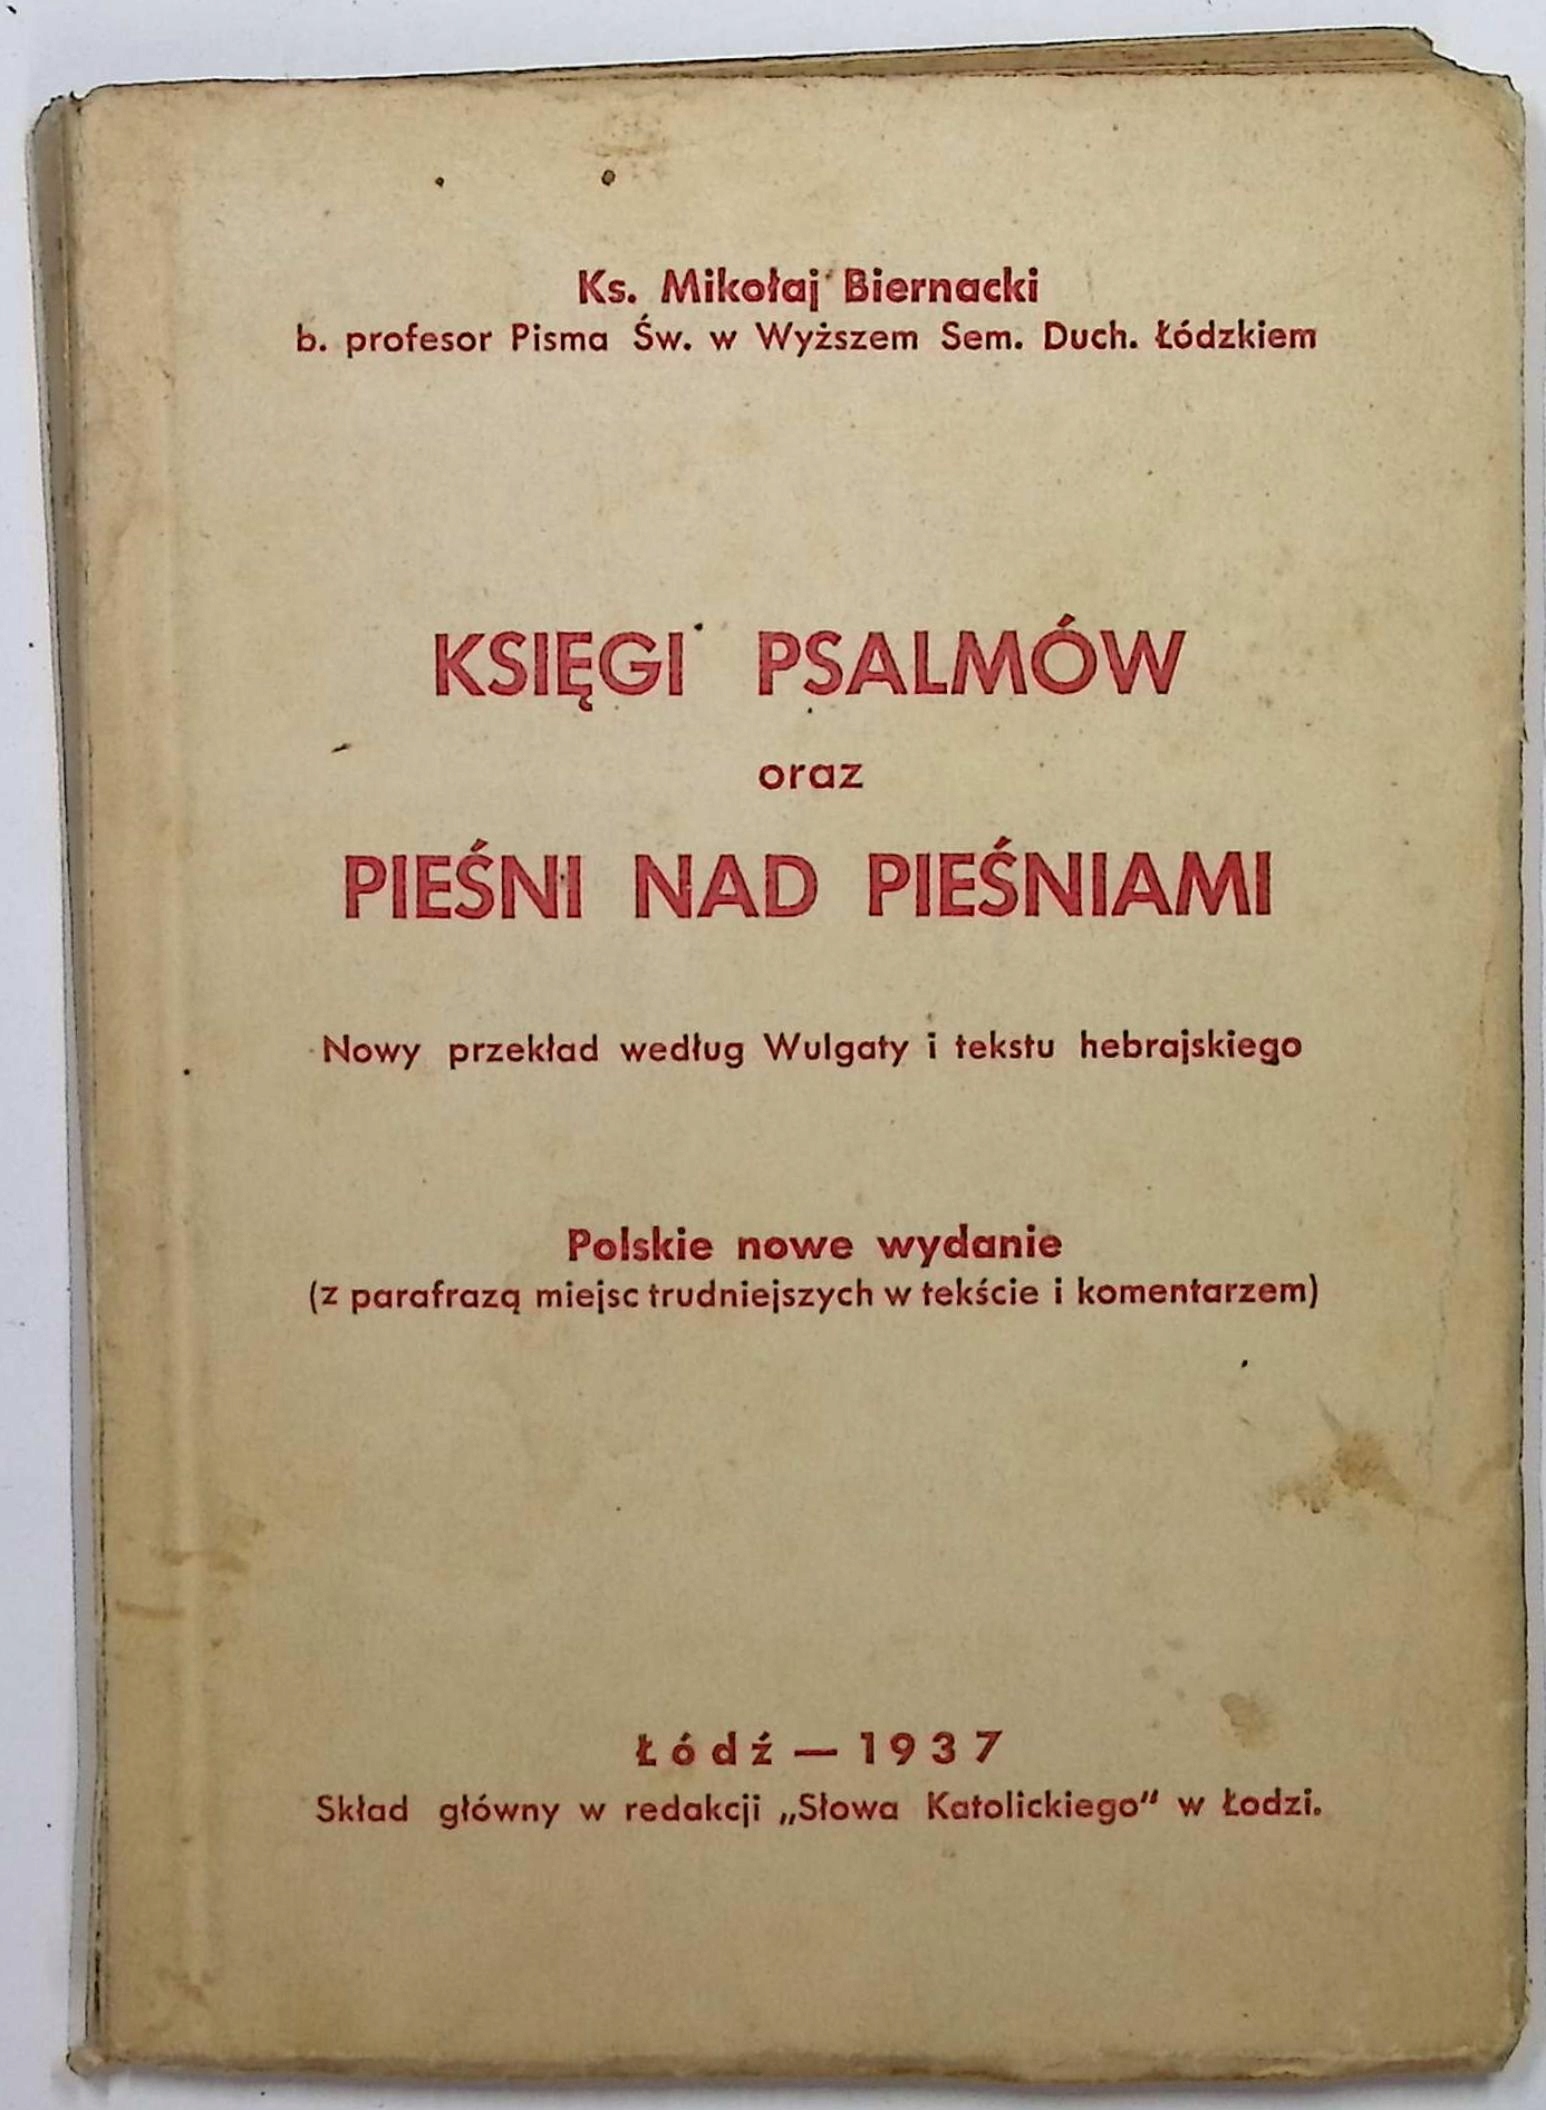 Ks. Mikołaj Biernacki
b. profesor Pisma Św. w Wyższem Sem. Duch. Łódzkiem
KSIĘGI PSALMÓW
oraz
PIEŚNI NAD PIEŚNIAMI
Nowy przekład według Wulgaty i tekstu hebrajskiego
Polskie nowe wydanie
(z parafrazą miejsc trudniejszych w tekście i komentarzem)
Łódź — 1937
Skład główny w redakcji „Słowa Katolickiego" w Łodzi.